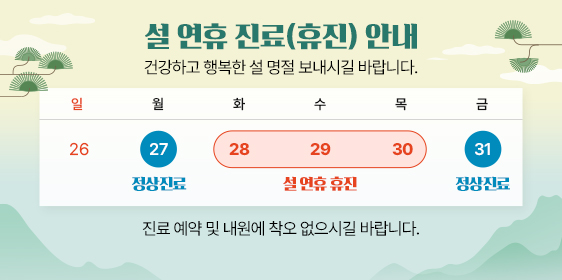 설 연휴 진료(휴진) 안내
건강하고 행복한 설 명절 보내시길 바랍니다.
일 월 화 수 목 금
26 27 28 29 30 31
정상진료 설 연휴 휴진 정상진료
진료 예약 및 내원에 착오 없으시길 바랍니다.